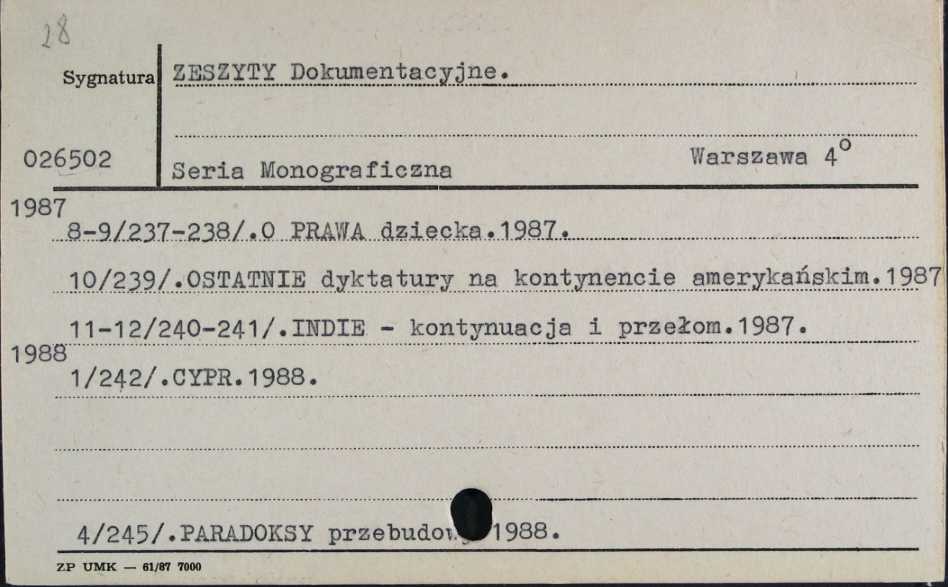 28
Sygnatura ZESZYTY Dokumentacyjne.
026502 Seria Monograficzna Warszawa 4°
1987
8-9/237-238/.O PRAWA dziecka.1987.
10/239/.OSTATNIE dyktatury na kontynencie amerykańskim.1987
11-12/240-241/.INDIE - kontynuacja i przełom.1987.
1988
1/242/.CYPR.1988.
4/245/.PARADOKSY 1988.
ZP UMK — 61/87 7000